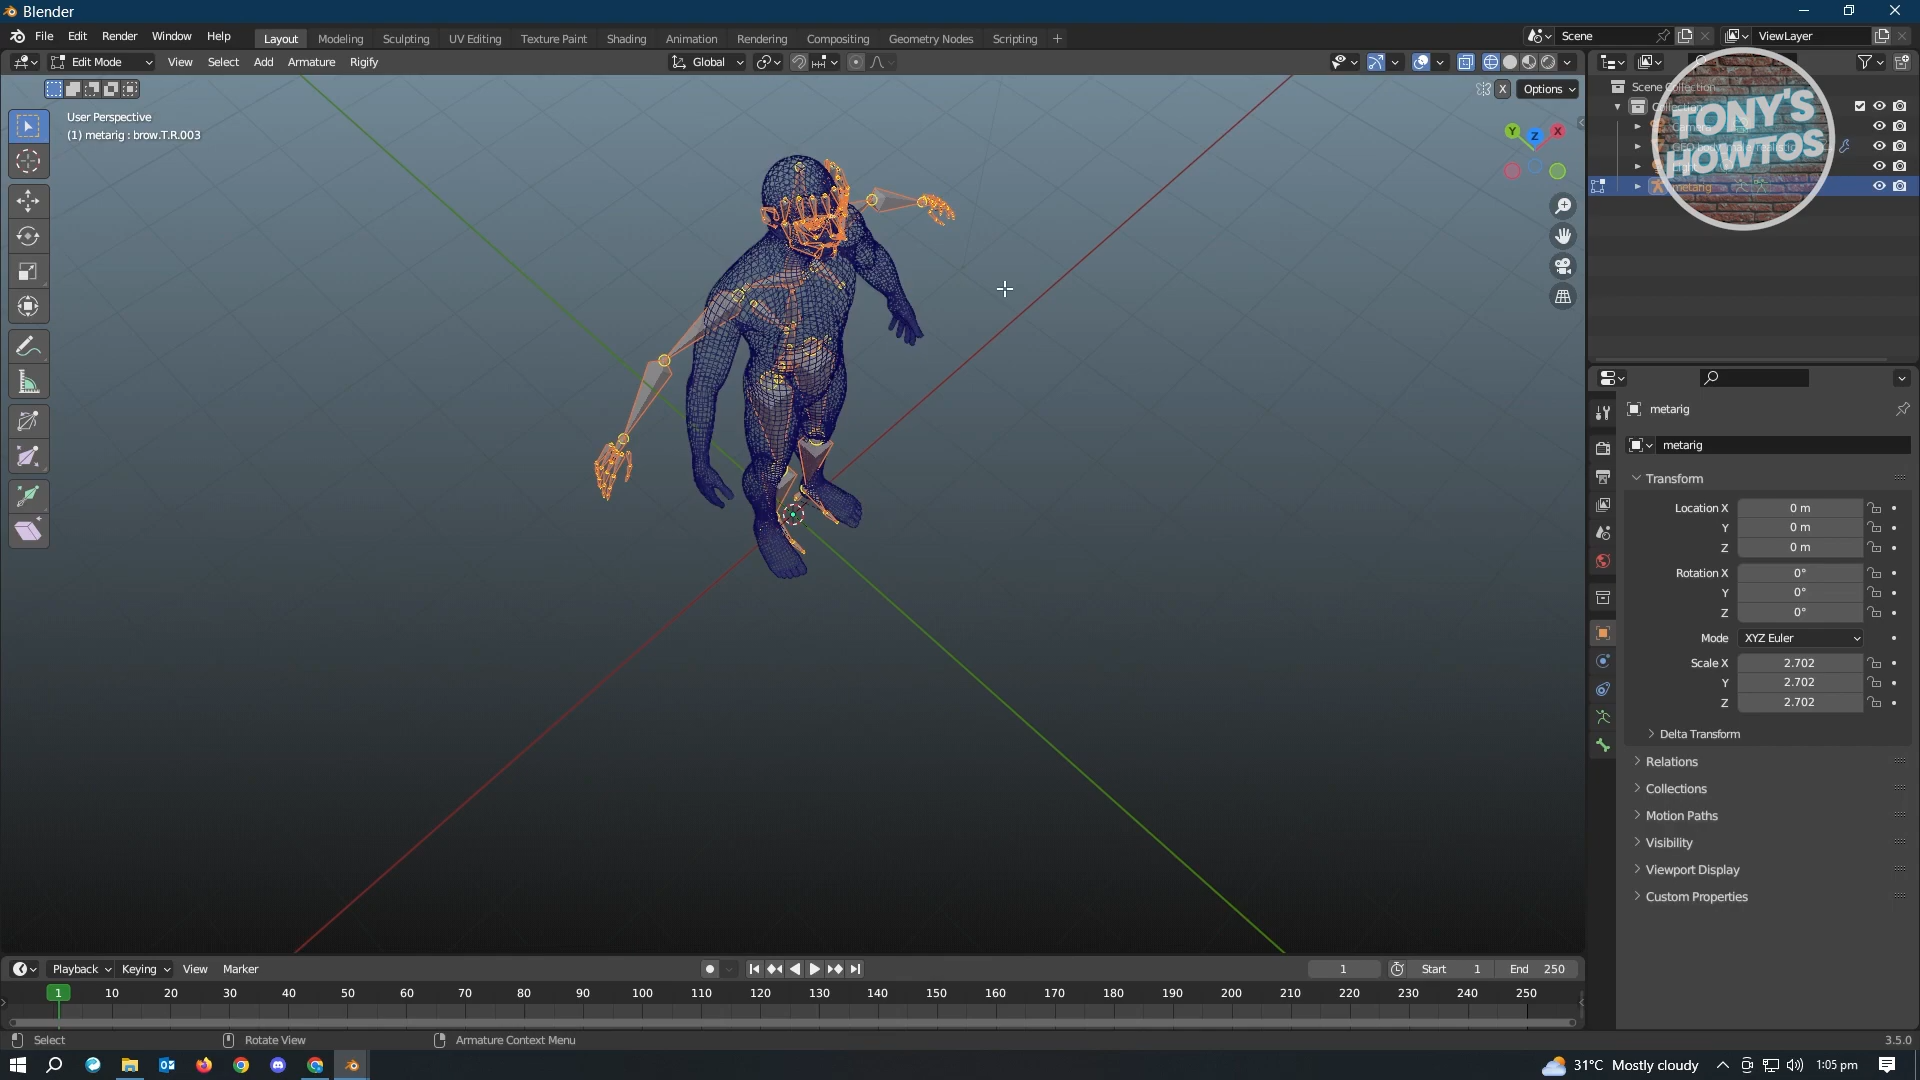 Blender
File Edit Render Window Help Layout Modeling Sculpting UV Editing Texture Paint Shading Animation Rendering Compositing Geometry Nodes Scripting + Scene ViewLayer
Edit Mode View Select Add Armature Rigify Global
X Options
User Perspective
(1) metarig : brow.T.R.003
Y Z X
Scene Collection
metarig
TONY'S
HOWTOS
metarig
metarig
Transform
Location X 0 m
Y 0 m
Z 0 m
Rotation X 0°
Y 0°
Z 0°
Mode XYZ Euler
Scale X 2.702
Y 2.702
Z 2.702
Delta Transform
Relations
Collections
Motion Paths
Visibility
Viewport Display
Custom Properties
Playback Keying View Marker 1 Start 1 End 250
1 10 20 30 40 50 60 70 80 90 100 110 120 130 140 150 160 170 180 190 200 210 220 230 240 250
Select Rotate View Armature Context Menu 3.5.0
31°C Mostly cloudy 1:05 pm